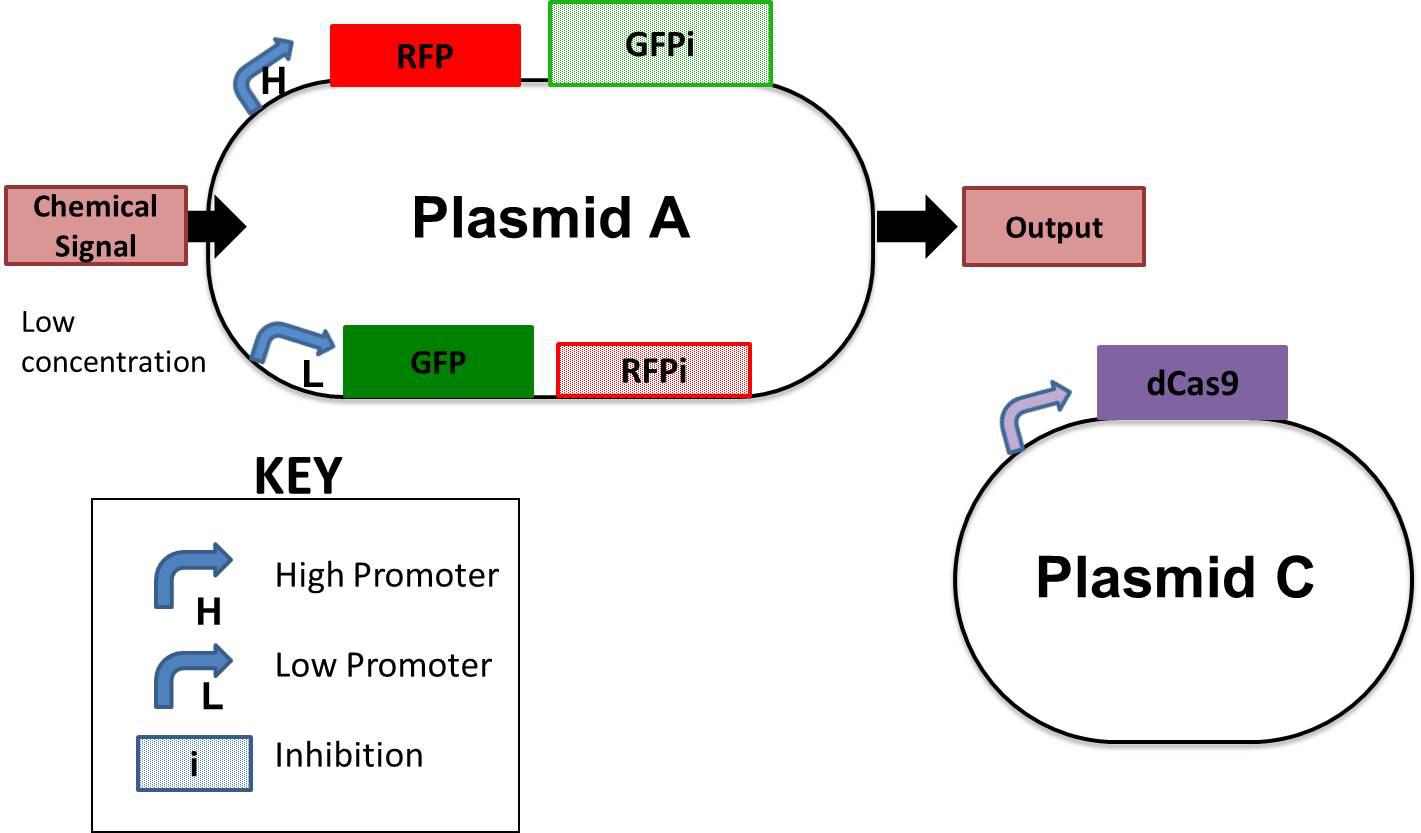 RFP
GFPi
H
Chemical
Signal
Plasmid A
Output
Low
concentration
GFP
RFPi
L
dCas9
KEY
High Promoter
H
Low Promoter
L
Plasmid C
i
Inhibition